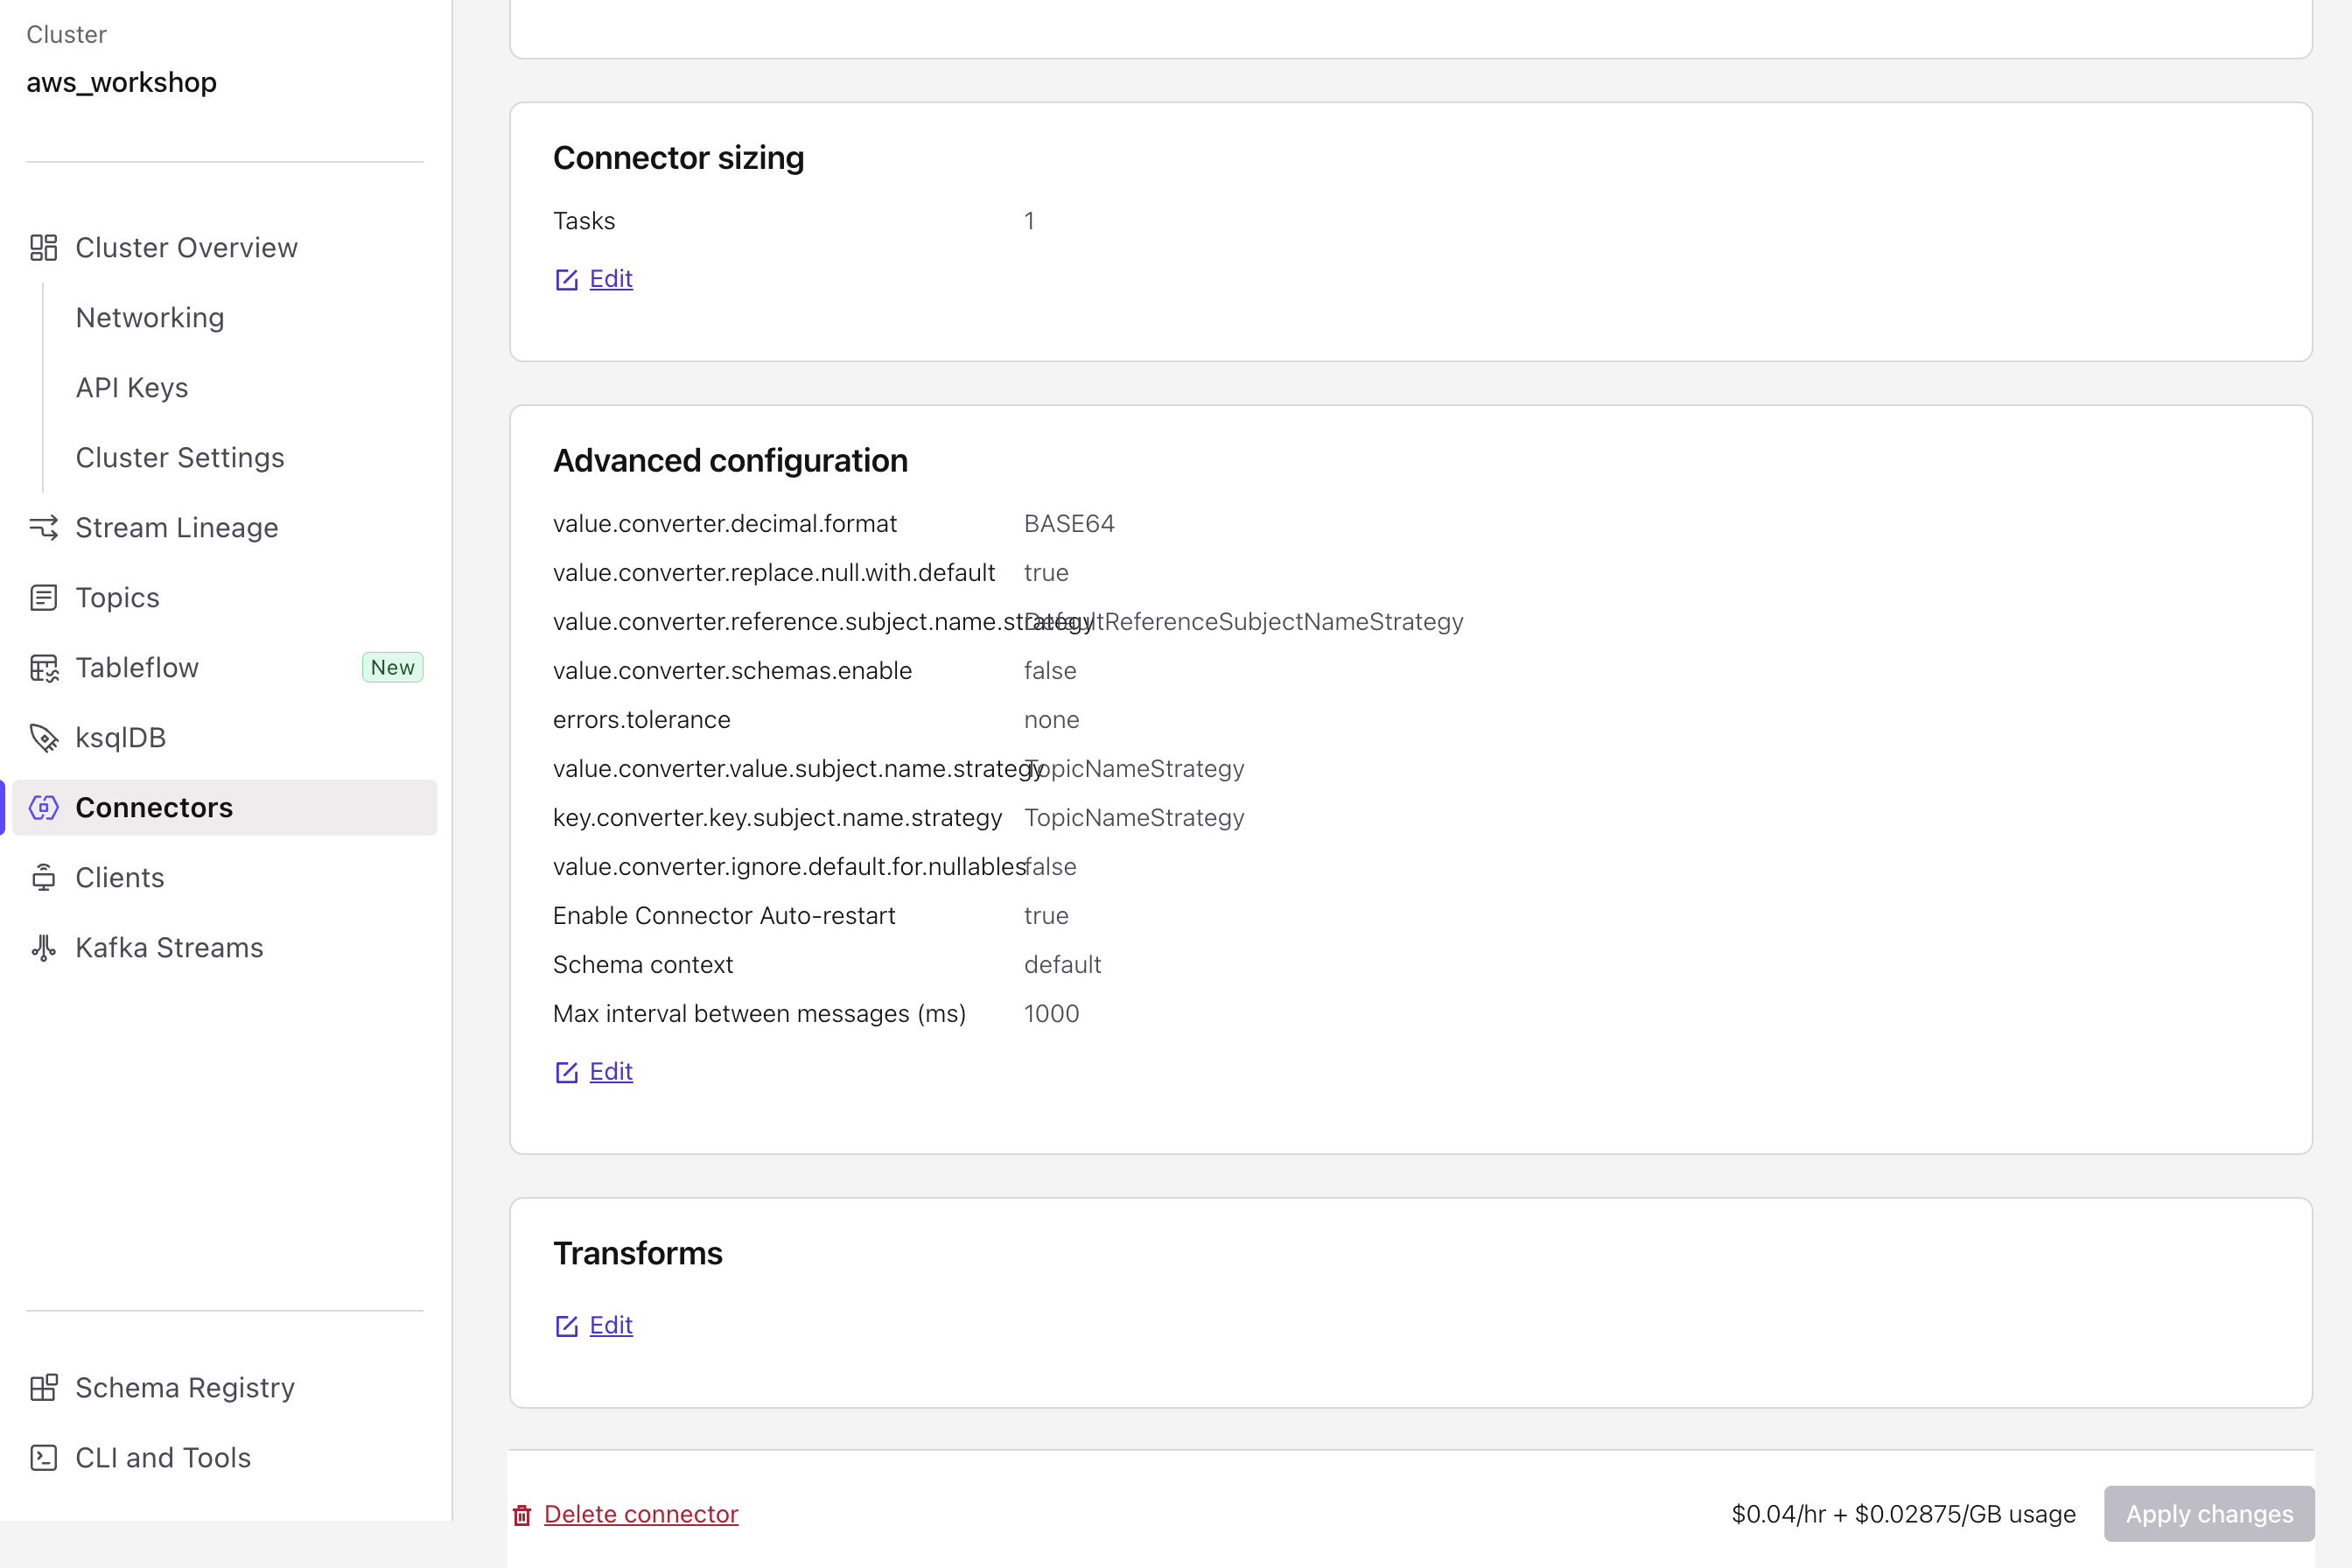 Cluster
aws_workshop
Cluster Overview
Networking
API Keys
Cluster Settings
Stream Lineage
Topics
Tableflow New
ksqlDB
Connectors
Clients
Kafka Streams
Schema Registry
CLI and Tools
Connector sizing
Tasks 1
Edit
Advanced configuration
value.converter.decimal.format BASE64
value.converter.replace.null.with.default true
value.converter.reference.subject.name.strategy DefaultReferenceSubjectNameStrategy
value.converter.schemas.enable false
errors.tolerance none
value.converter.value.subject.name.strategy TopicNameStrategy
key.converter.key.subject.name.strategy TopicNameStrategy
value.converter.ignore.default.for.nullables false
Enable Connector Auto-restart true
Schema context default
Max interval between messages (ms) 1000
Edit
Transforms
Edit
Delete connector
$0.04/hr + $0.02875/GB usage
Apply changes